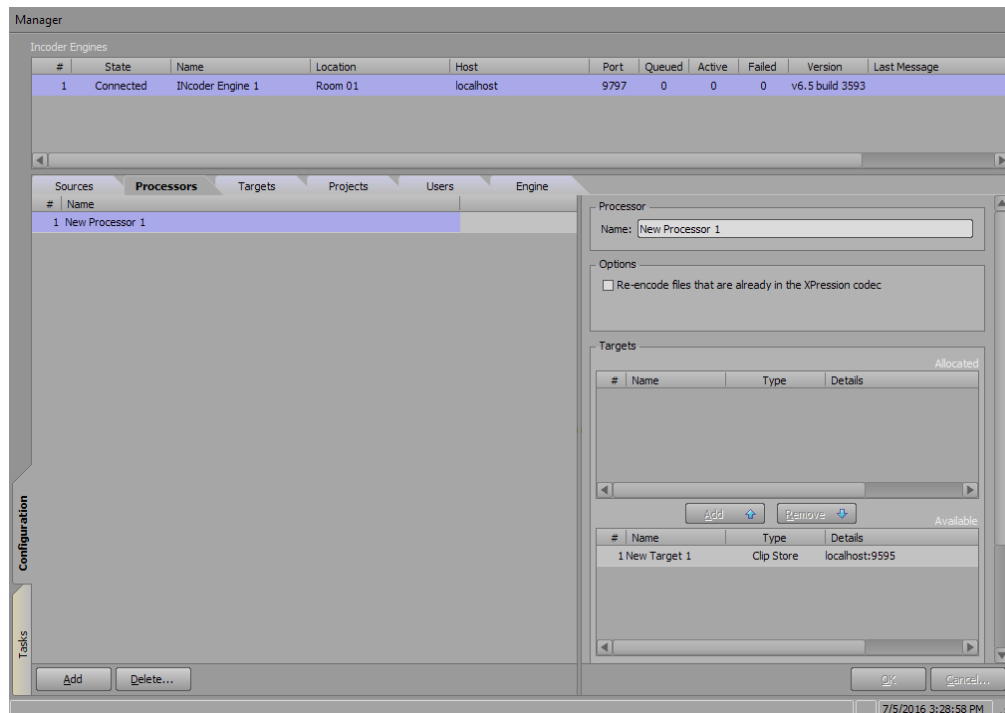 Manager
Incoder Engines
# State Name Location Host Port Queued Active Failed Version Last Message
1 Connected INcoder Engine 1 Room 01 localhost 9797 0 0 0 v6.5 build 3593
Sources Processors Targets Projects Users Engine
# Name
1 New Processor 1
Processor
Name: New Processor 1
Options
Re-encode files that are already in the XPression codec
Targets
Allocated
# Name Type Details
Add Remove
Available
# Name Type Details
1 New Target 1 Clip Store localhost:9595
Configuration
Tasks
Add Delete...
OK Cancel...
7/5/2016 3:28:58 PM